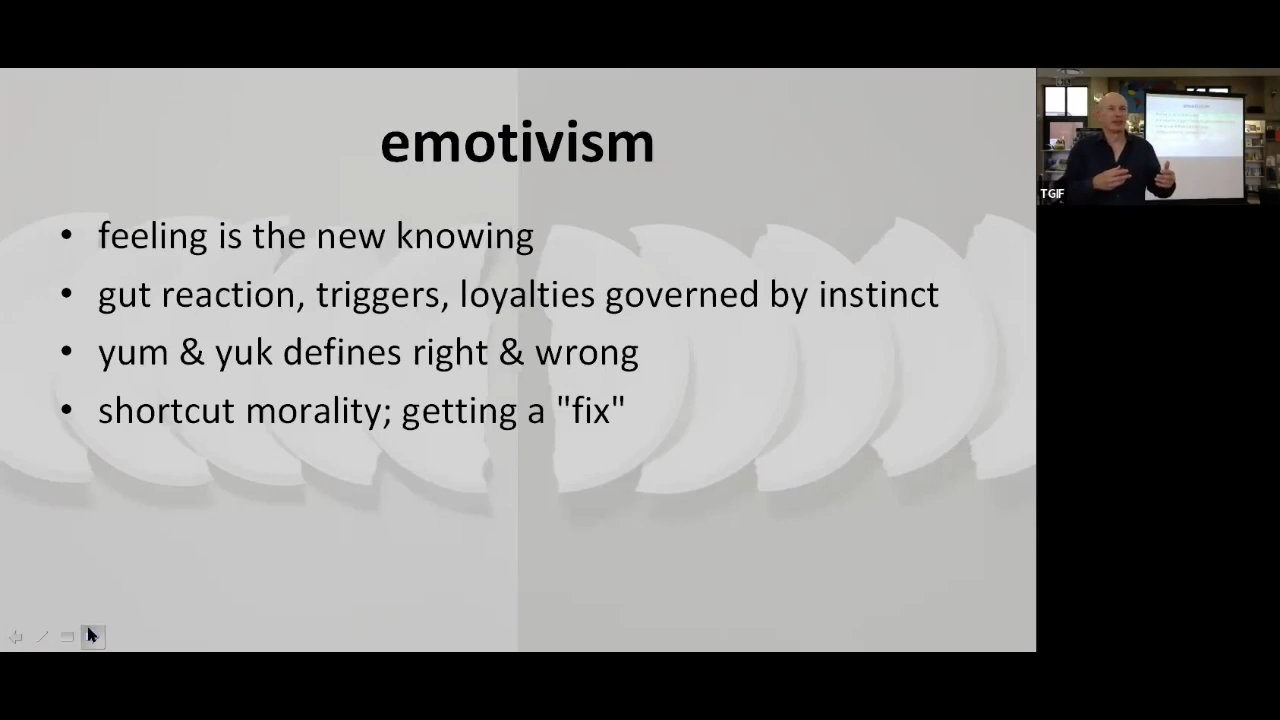 emotivism
• feeling is the new knowing
• gut reaction, triggers, loyalties governed by instinct
• yum & yuk defines right & wrong
• shortcut morality; getting a "fix"
TGIF
emotivism